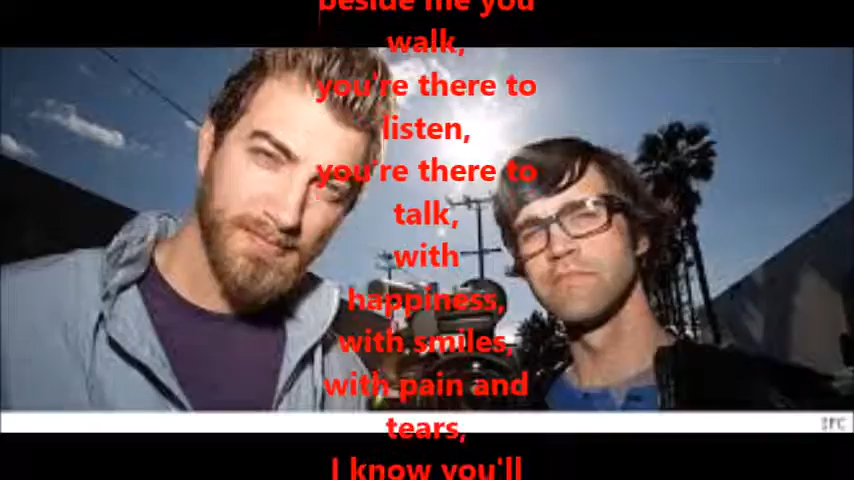 beside me you
walk,
you're there to
listen,
you're there to
talk,
with
happiness,
with smiles,
with pain and
tears,
I know you'll
IFC